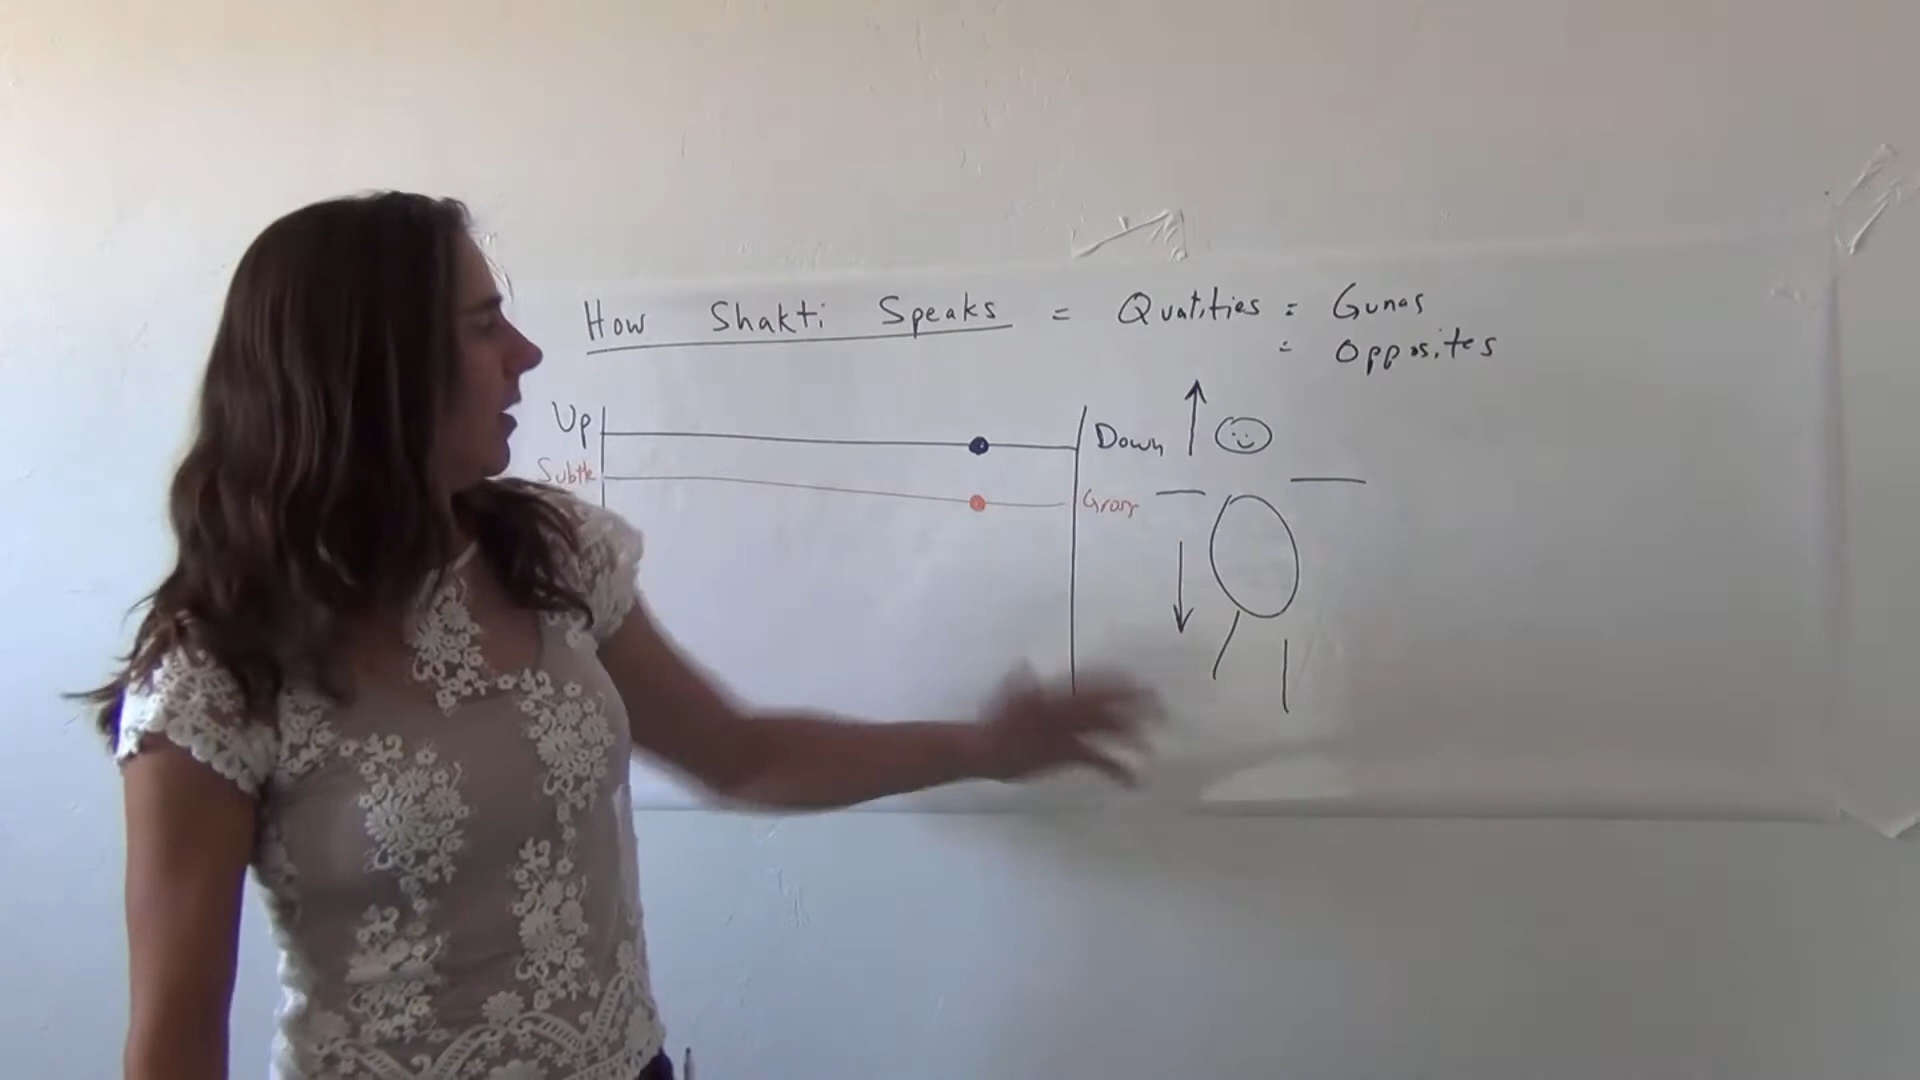 How Shakti Speaks = Qualities = Gunas
= Opposites
Up Down
Subtle Gross